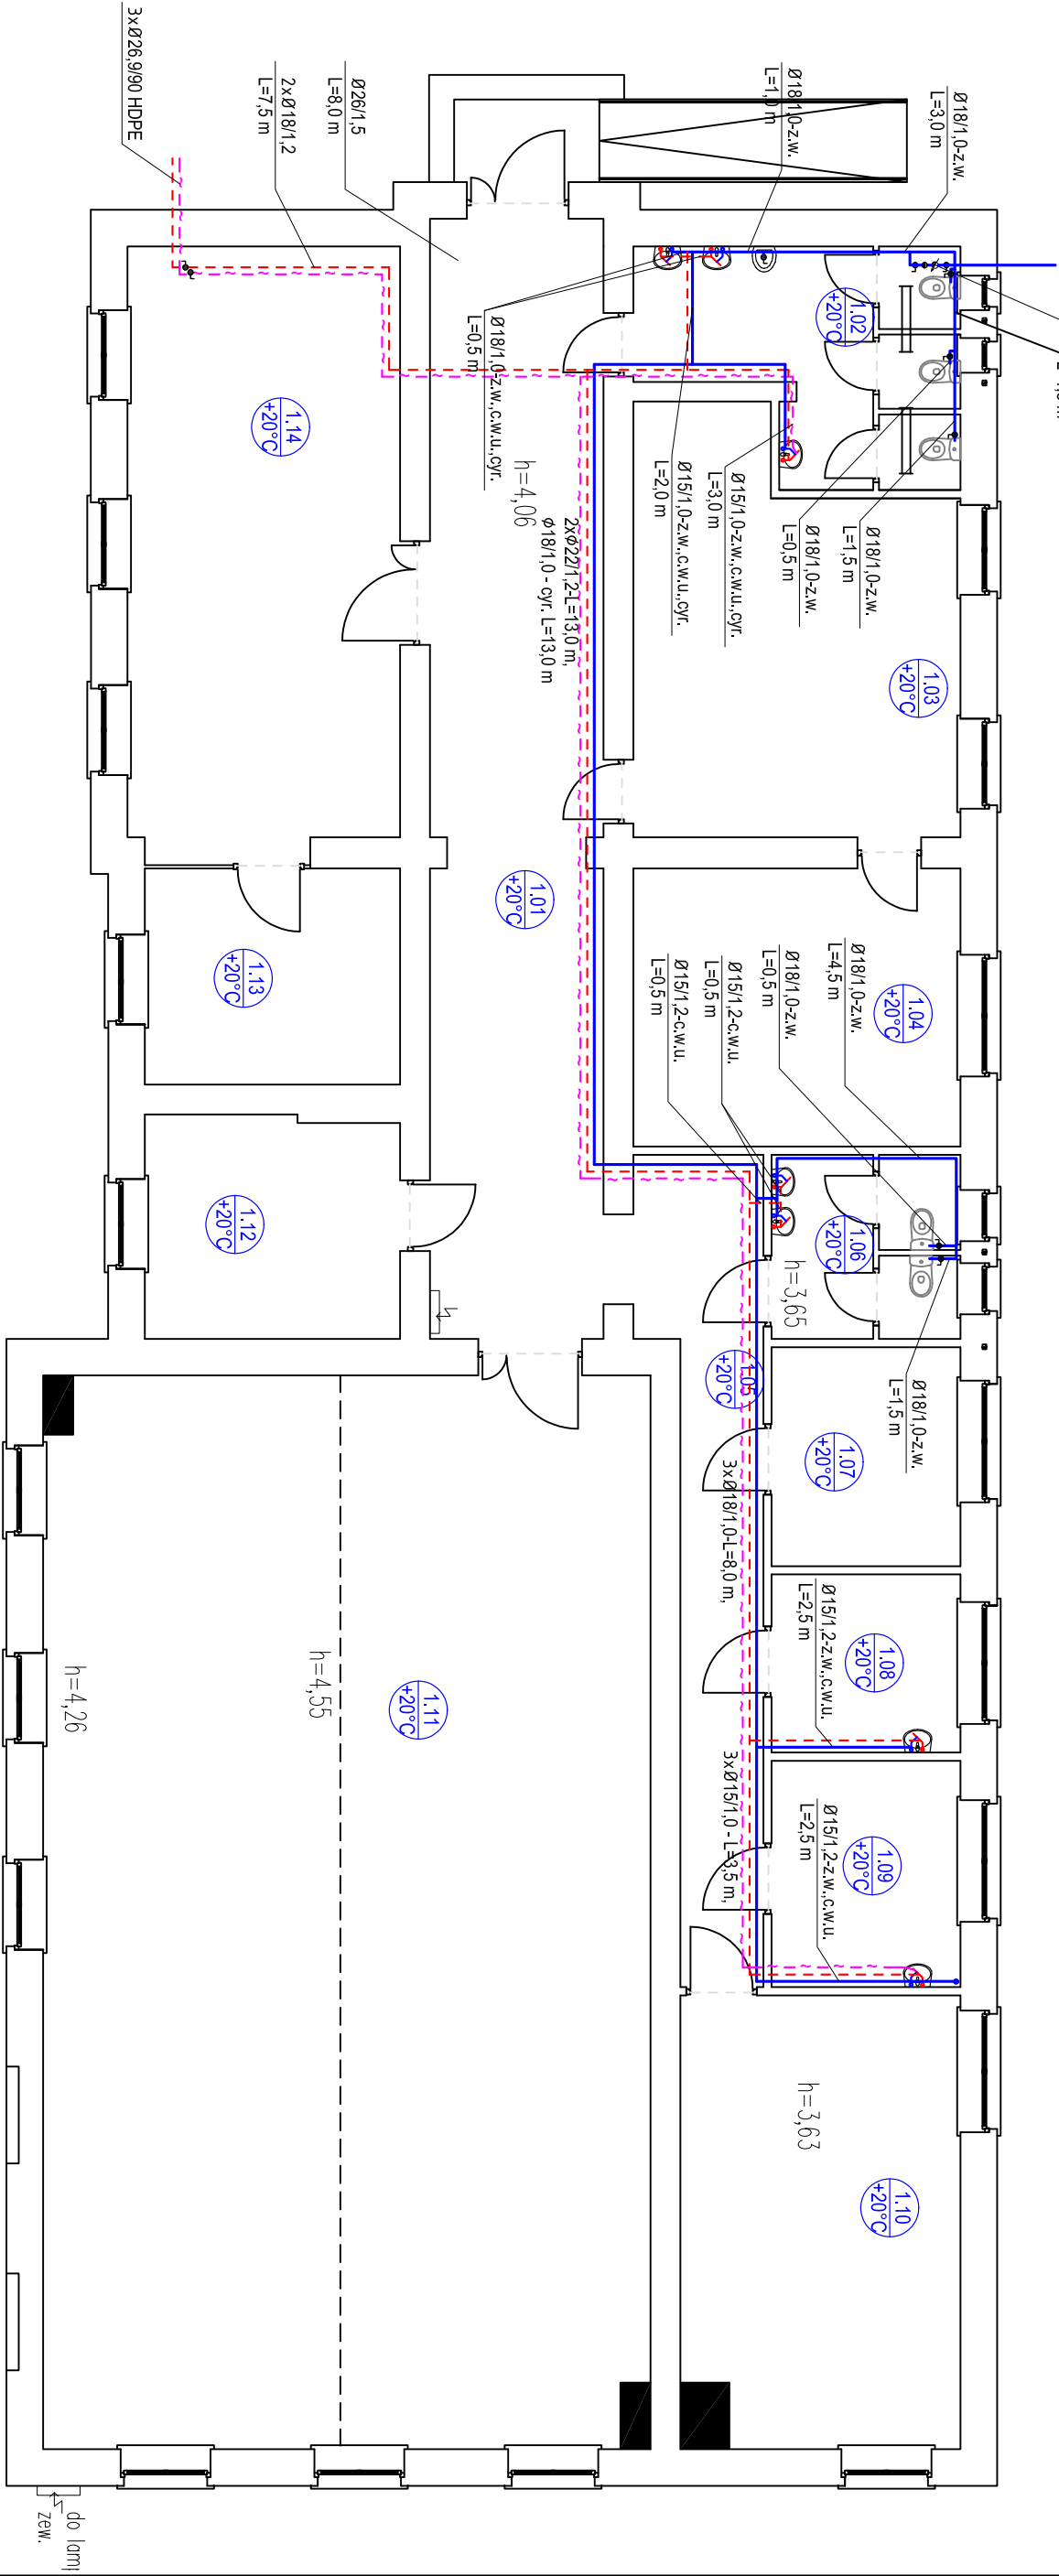 3xØ26,9/90 HDPE
2xØ18/1,2
L=7,5 m
Ø26/1,5
L=8,0 m
Ø18/1,0-z.w.
L=1,0 m
Ø18/1,0-z.w.
L=3,0 m
1.02
+20°C
Ø18/1,0-z.w.,c.w.u.,cyr.
L=0,5 m
1.14
+20°C
h=4,06
2xØ22/1,2-L=13,0 m,
Ø18/1,0 - cyr. L=13,0 m
Ø15/1,0-z.w.,c.w.u.,cyr.
L=2,0 m
Ø15/1,0-z.w.,c.w.u.,cyr.
L=3,0 m
Ø18/1,0-z.w.
L=0,5 m
Ø18/1,0-z.w.
L=1,5 m
1.03
+20°C
1.01
+20°C
1.13
+20°C
1.04
+20°C
Ø15/1,2-c.w.u.
L=0,5 m
Ø15/1,2-c.w.u.
L=0,5 m
Ø18/1,0-z.w.
L=0,5 m
Ø18/1,0-z.w.
L=4,5 m
1.12
+20°C
1.06
+20°C
h=3,65
1.05
+20°C
Ø18/1,0-z.w.
L=1,5 m
1.07
+20°C
3xØ18/1,0-L=8,0 m,
Ø15/1,2-z.w.,c.w.u.
L=2,5 m
1.08
+20°C
h=4,26
h=4,55
1.11
+20°C
3xØ15/1,0 - L=3,5 m,
Ø15/1,2-z.w.,c.w.u.
L=2,5 m
1.09
+20°C
h=3,63
1.10
+20°C
do lamp
zew.